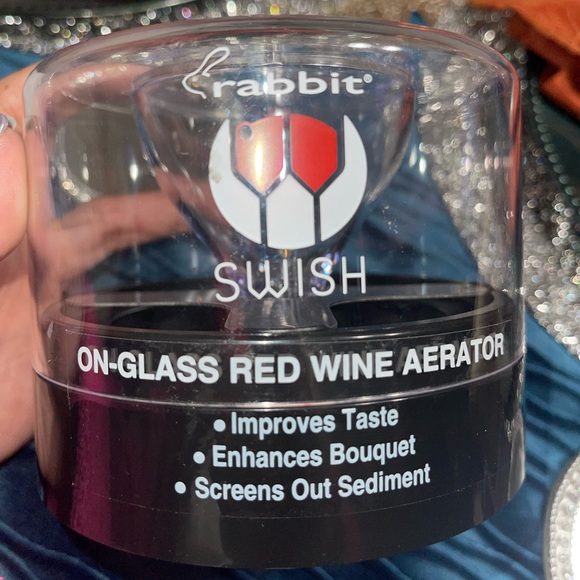 rabbit®
SWISH
ON-GLASS RED WINE AERATOR
• Improves Taste
• Enhances Bouquet
• Screens Out Sediment